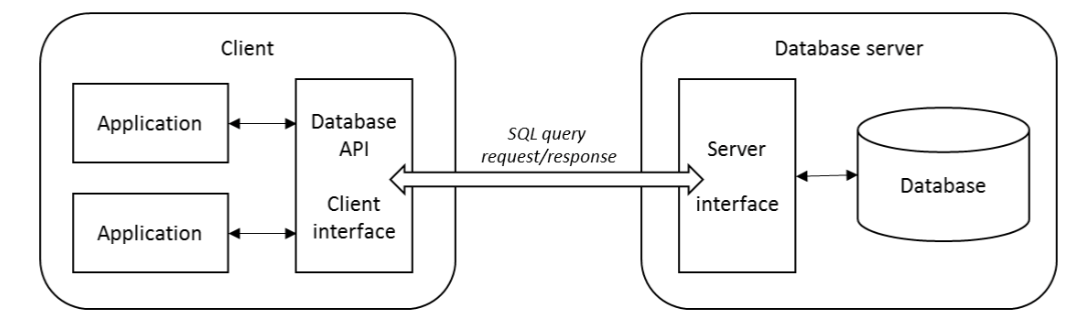 Client
Application
Application
Database
API
Client
interface
SQL query
request/response
Database server
Server
interface
Database